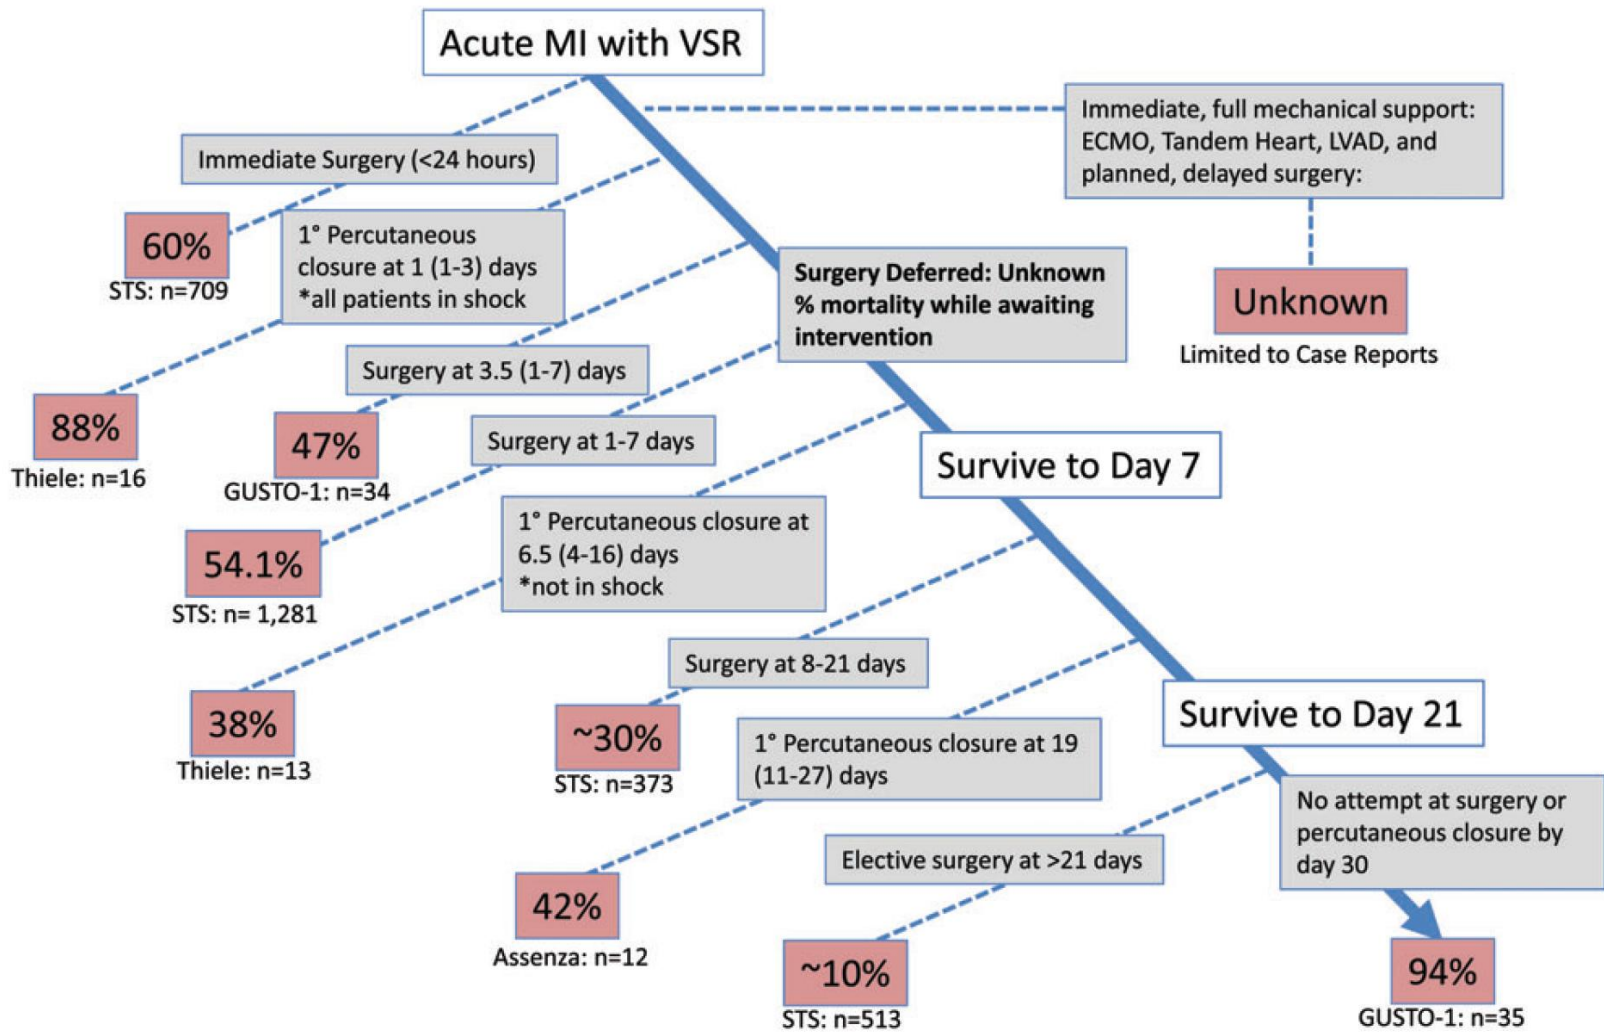 Acute MI with VSR
Immediate, full mechanical support:
ECMO, Tandem Heart, LVAD, and
planned, delayed surgery:
Immediate Surgery (<24 hours)
60%
STS: n=709
1° Percutaneous
closure at 1 (1-3) days
*all patients in shock
Surgery Deferred: Unknown
% mortality while awaiting
intervention
Unknown
Limited to Case Reports
Surgery at 3.5 (1-7) days
88%
Thiele: n=16
47%
GUSTO-1: n=34
Surgery at 1-7 days
Survive to Day 7
54.1%
STS: n= 1,281
1° Percutaneous closure at
6.5 (4-16) days
*not in shock
Surgery at 8-21 days
38%
Thiele: n=13
~30%
STS: n=373
Survive to Day 21
1° Percutaneous closure at 19
(11-27) days
No attempt at surgery or
percutaneous closure by
day 30
Elective surgery at >21 days
42%
Assenza: n=12
~10%
STS: n=513
94%
GUSTO-1: n=35